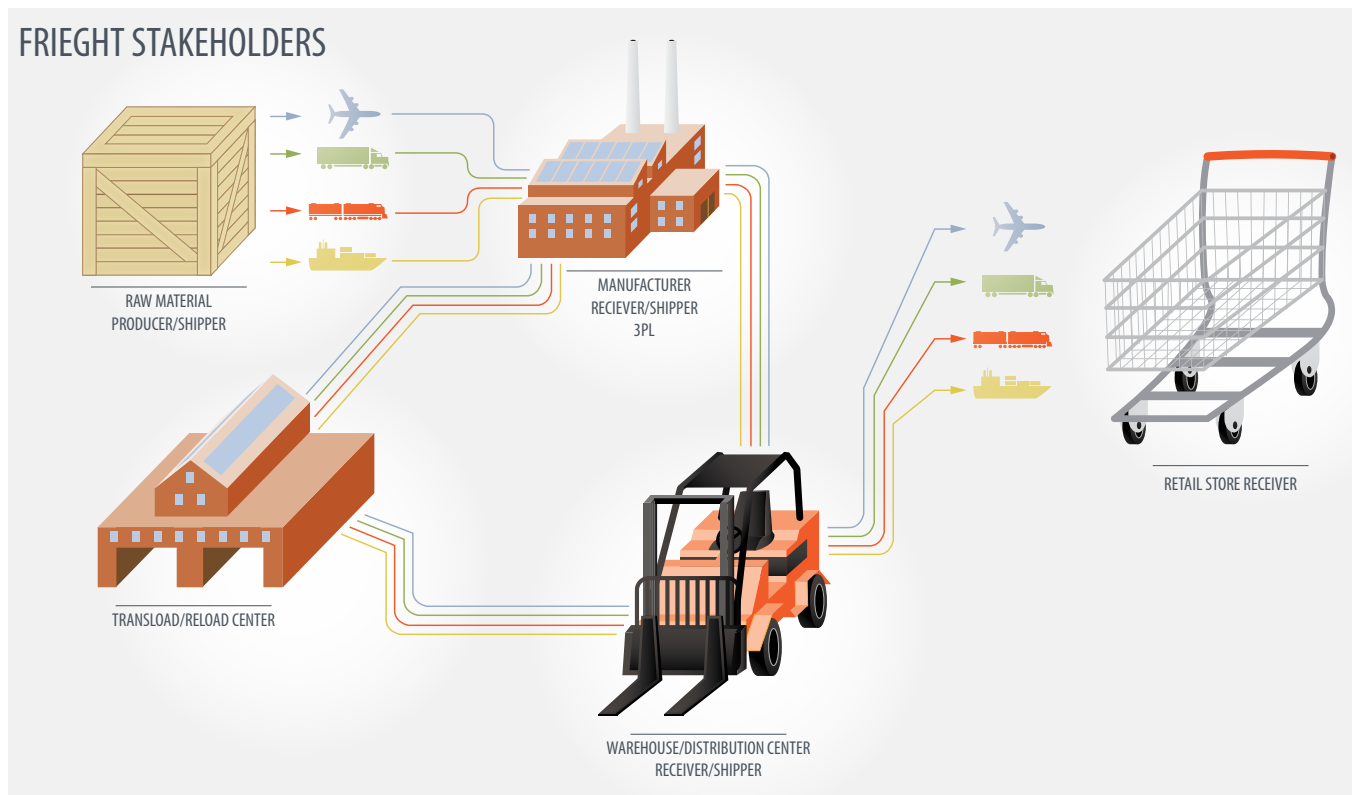 FRIEGHT STAKEHOLDERS
RAW MATERIAL
PRODUCER/SHIPPER
MANUFACTURER
RECIEVER/SHIPPER
3PL
RETAIL STORE RECEIVER
TRANSLOAD/RELOAD CENTER
WAREHOUSE/DISTRIBUTION CENTER
RECEIVER/SHIPPER